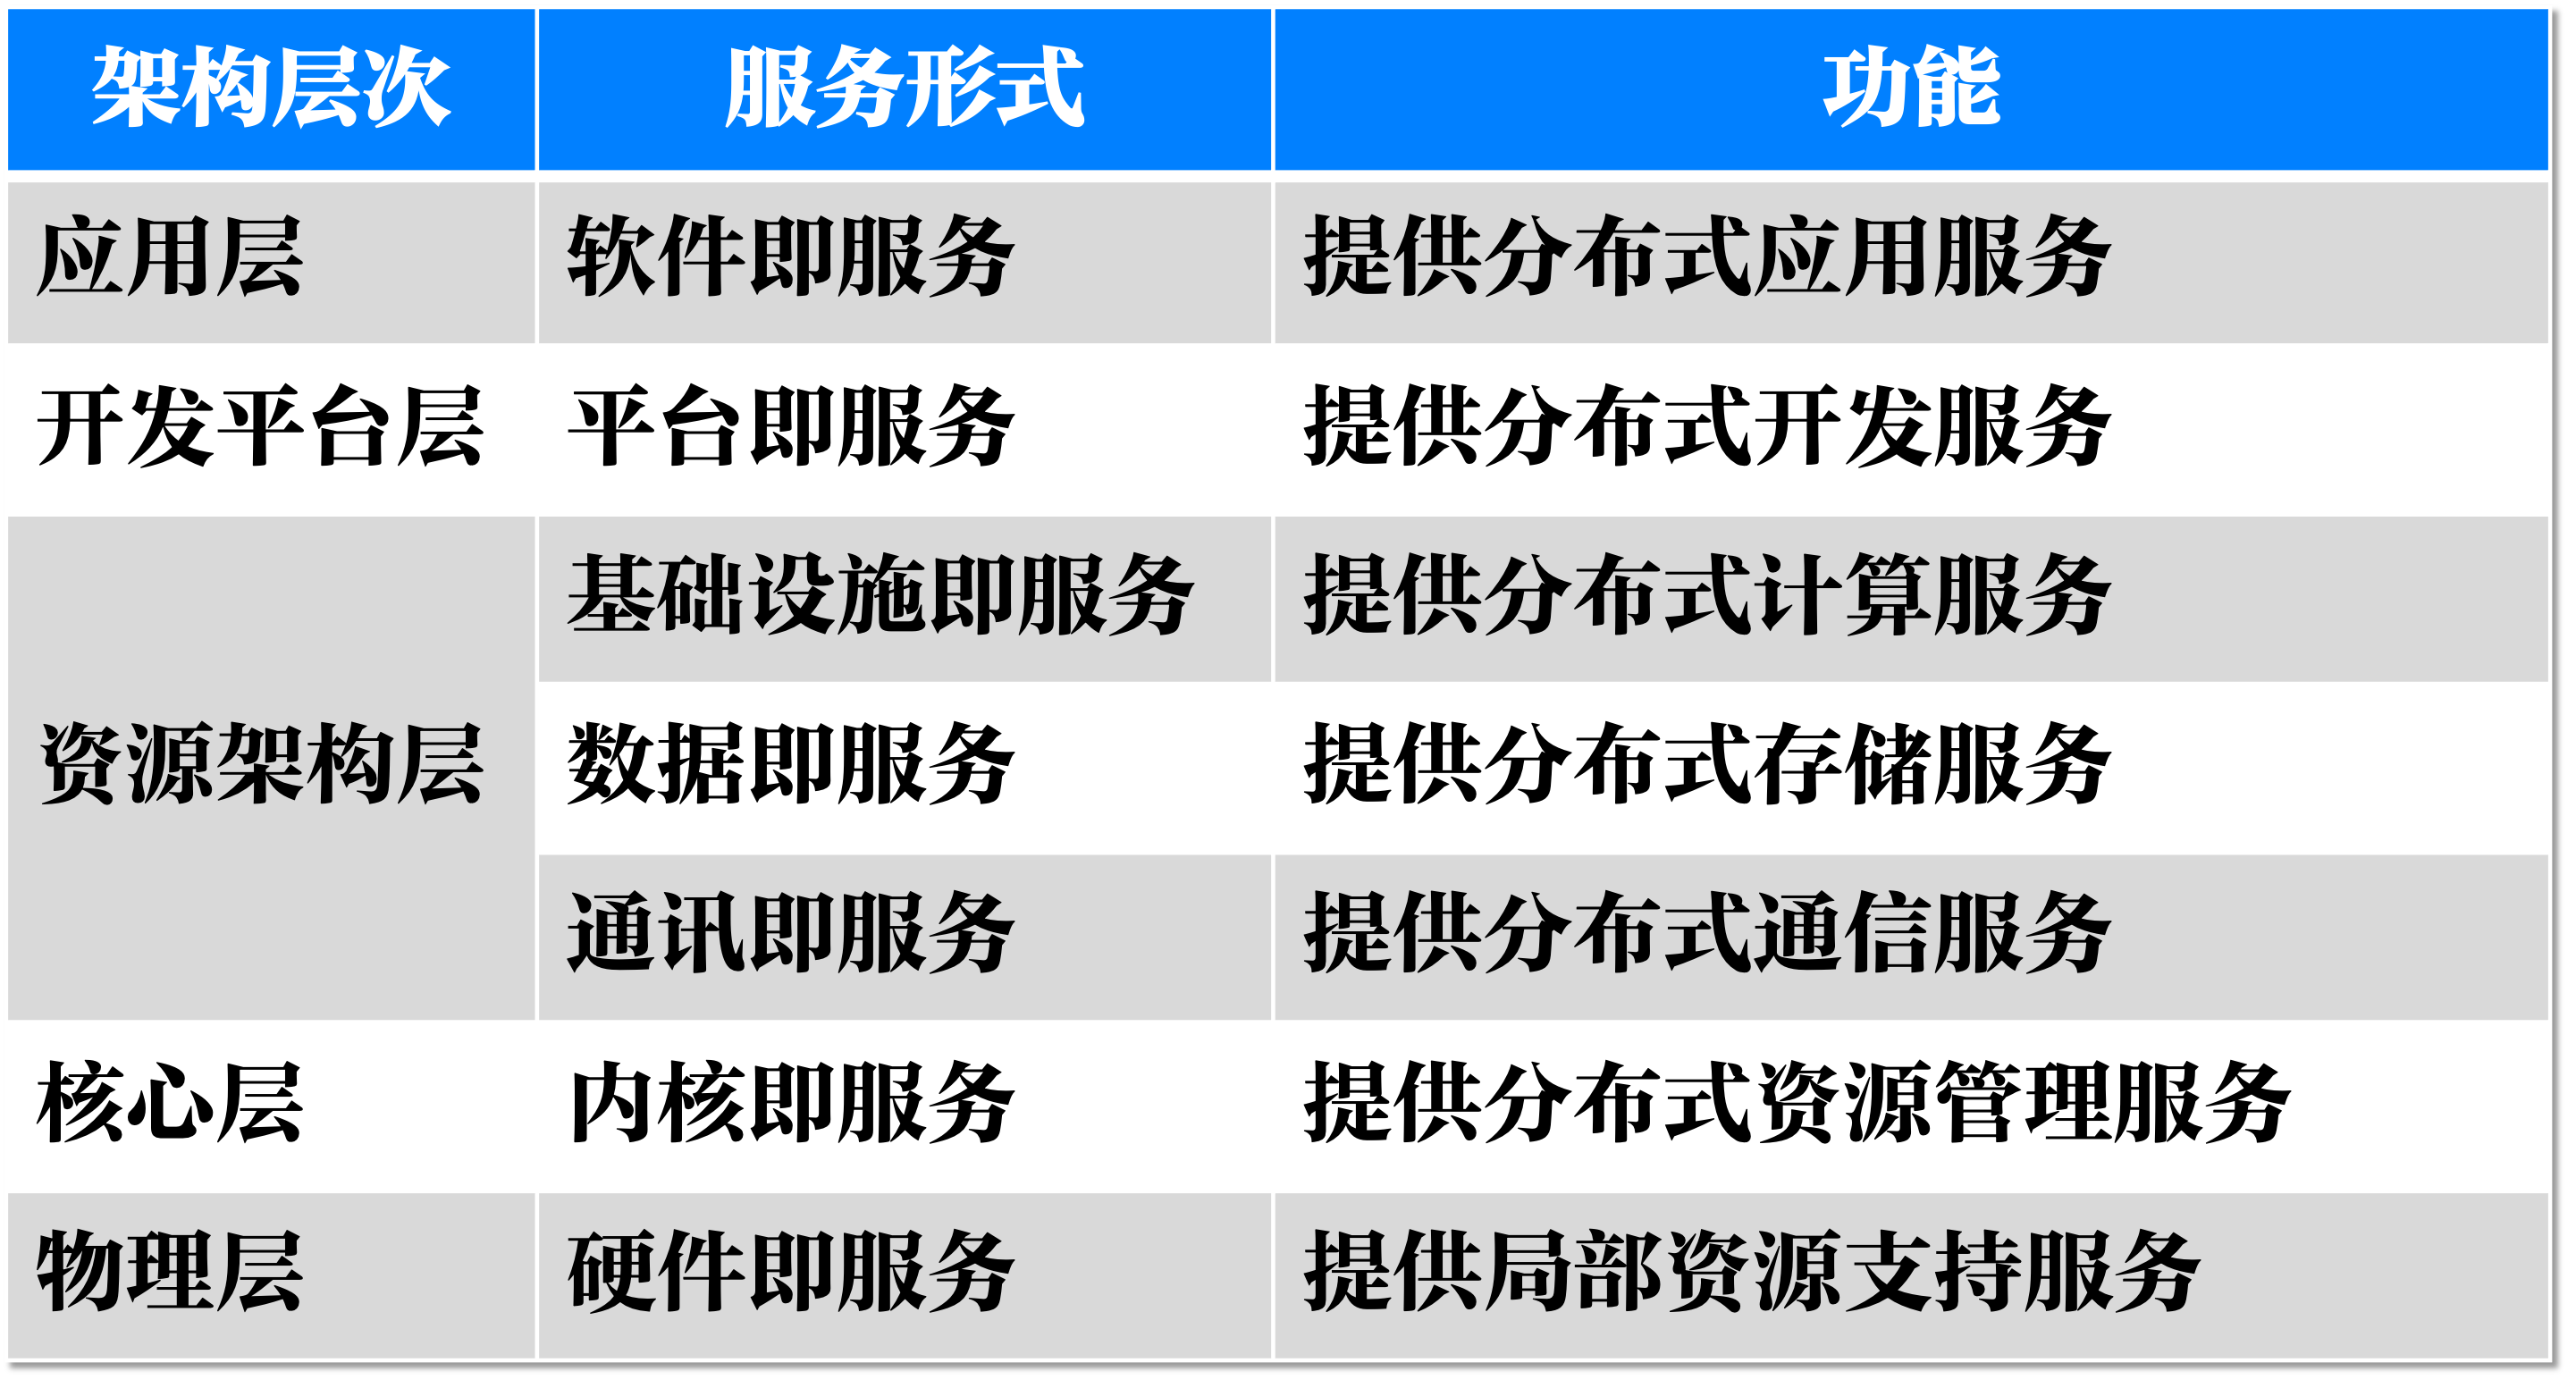 架构层次 服务形式 功能
应用层 软件即服务 提供分布式应用服务
开发平台层 平台即服务 提供分布式开发服务
基础设施即服务 提供分布式计算服务
资源架构层 数据即服务 提供分布式存储服务
通讯即服务 提供分布式通信服务
核心层 内核即服务 提供分布式资源管理服务
物理层 硬件即服务 提供局部资源支持服务